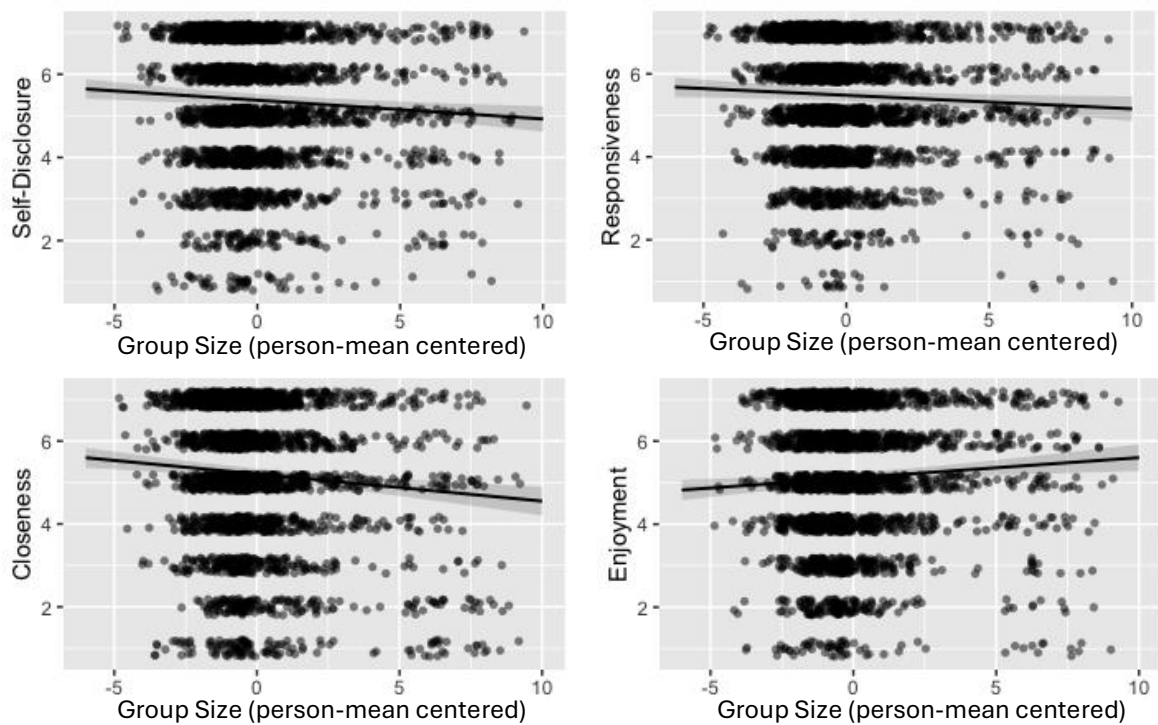 Self-Disclosure
6
4
2
-5 0 5 10
Group Size (person-mean centered)
Responsiveness
6
4
2
-5 0 5 10
Group Size (person-mean centered)
Closeness
6
4
2
-5 0 5 10
Group Size (person-mean centered)
Enjoyment
6
4
2
-5 0 5 10
Group Size (person-mean centered)